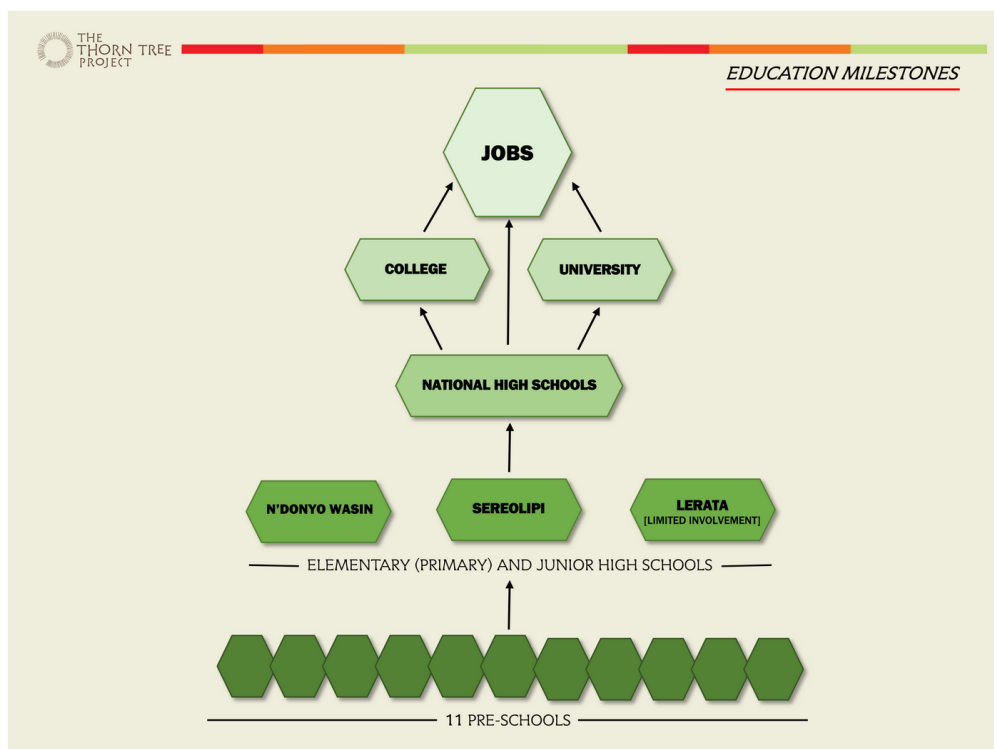 THE
THORN TREE
PROJECT
EDUCATION MILESTONES
JOBS
COLLEGE
UNIVERSITY
NATIONAL HIGH SCHOOLS
N'DONYO WASIN
SEREOLIPI
LERATA
[LIMITED INVOLVEMENT]
ELEMENTARY (PRIMARY) AND JUNIOR HIGH SCHOOLS
11 PRE-SCHOOLS